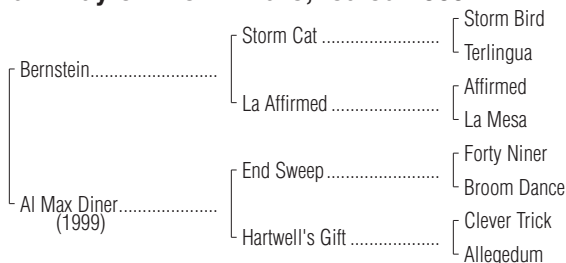 Storm Bird
Storm Cat
Terlingua
Bernstein
Affirmed
La Affirmed
La Mesa
Forty Niner
End Sweep
Broom Dance
Al Max Diner
(1999)
Clever Trick
Hartwell's Gift
Allegedum